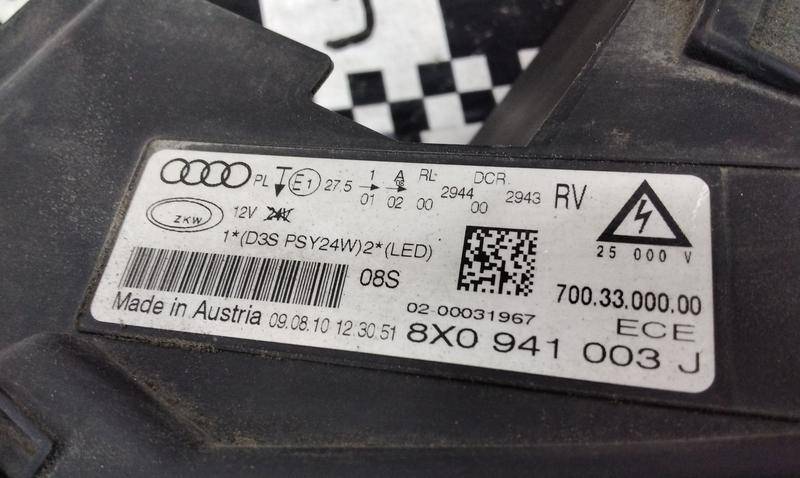 PL E1 27.5 1 01 A 02 RL 00 2944 DCR 00 2943 RV
ZKW 12V 24V
25 000 V
1*(D3S PSY24W)2*(LED)
08S
700.33.000.00
02-00031967
ECE
Made in Austria 09.08.10 12.30.51 8X0 941 003 J